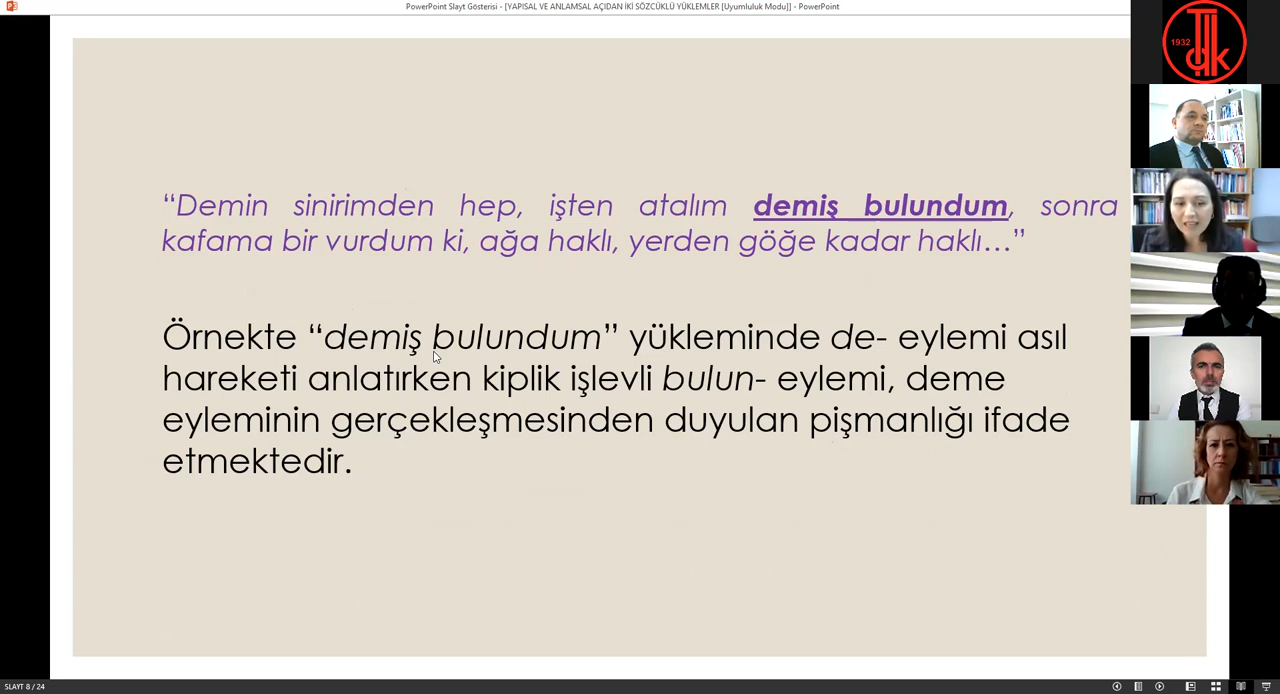 PowerPoint Slayt Gösterisi - [YAPISAL VE ANLAMSAL AÇIDAN İKİ SÖZCÜKLÜ YÜKLEMLER [Uyumluluk Modu]] - PowerPoint
1932
TDK
“Demin sinirimden hep, işten atalım demiş bulundum, sonra
kafama bir vurdum ki, ağa haklı, yerden göğe kadar haklı…”
Örnekte “demiş bulundum” yükleminde de- eylemi asıl
hareketi anlatırken kiplik işlevli bulun- eylemi, deme
eyleminin gerçekleşmesinden duyulan pişmanlığı ifade
etmektedir.
SLAYT 8 / 24